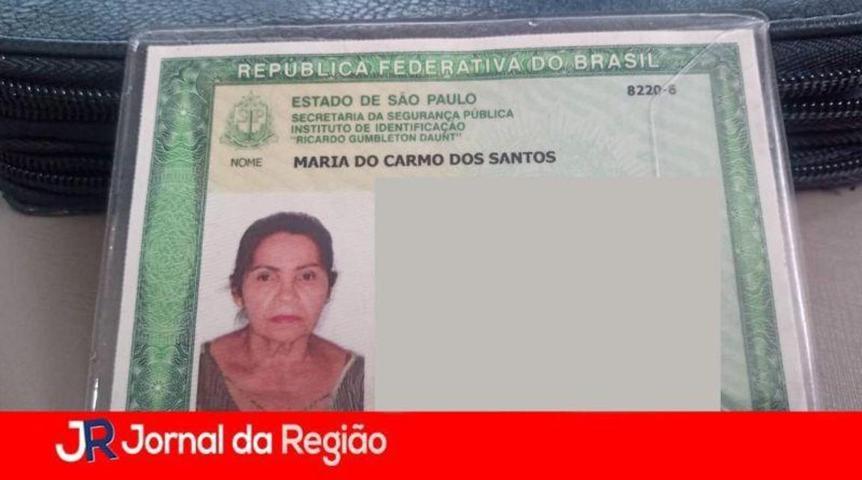 REPÚBLICA FEDERATIVA DO BRASIL
8220-6
ESTADO DE SÃO PAULO
SECRETARIA DA SEGURANÇA PÚBLICA
INSTITUTO DE IDENTIFICAÇÃO
"RICARDO GUMBLETON DAUNT"
NOME MARIA DO CARMO DOS SANTOS
JR Jornal da Região